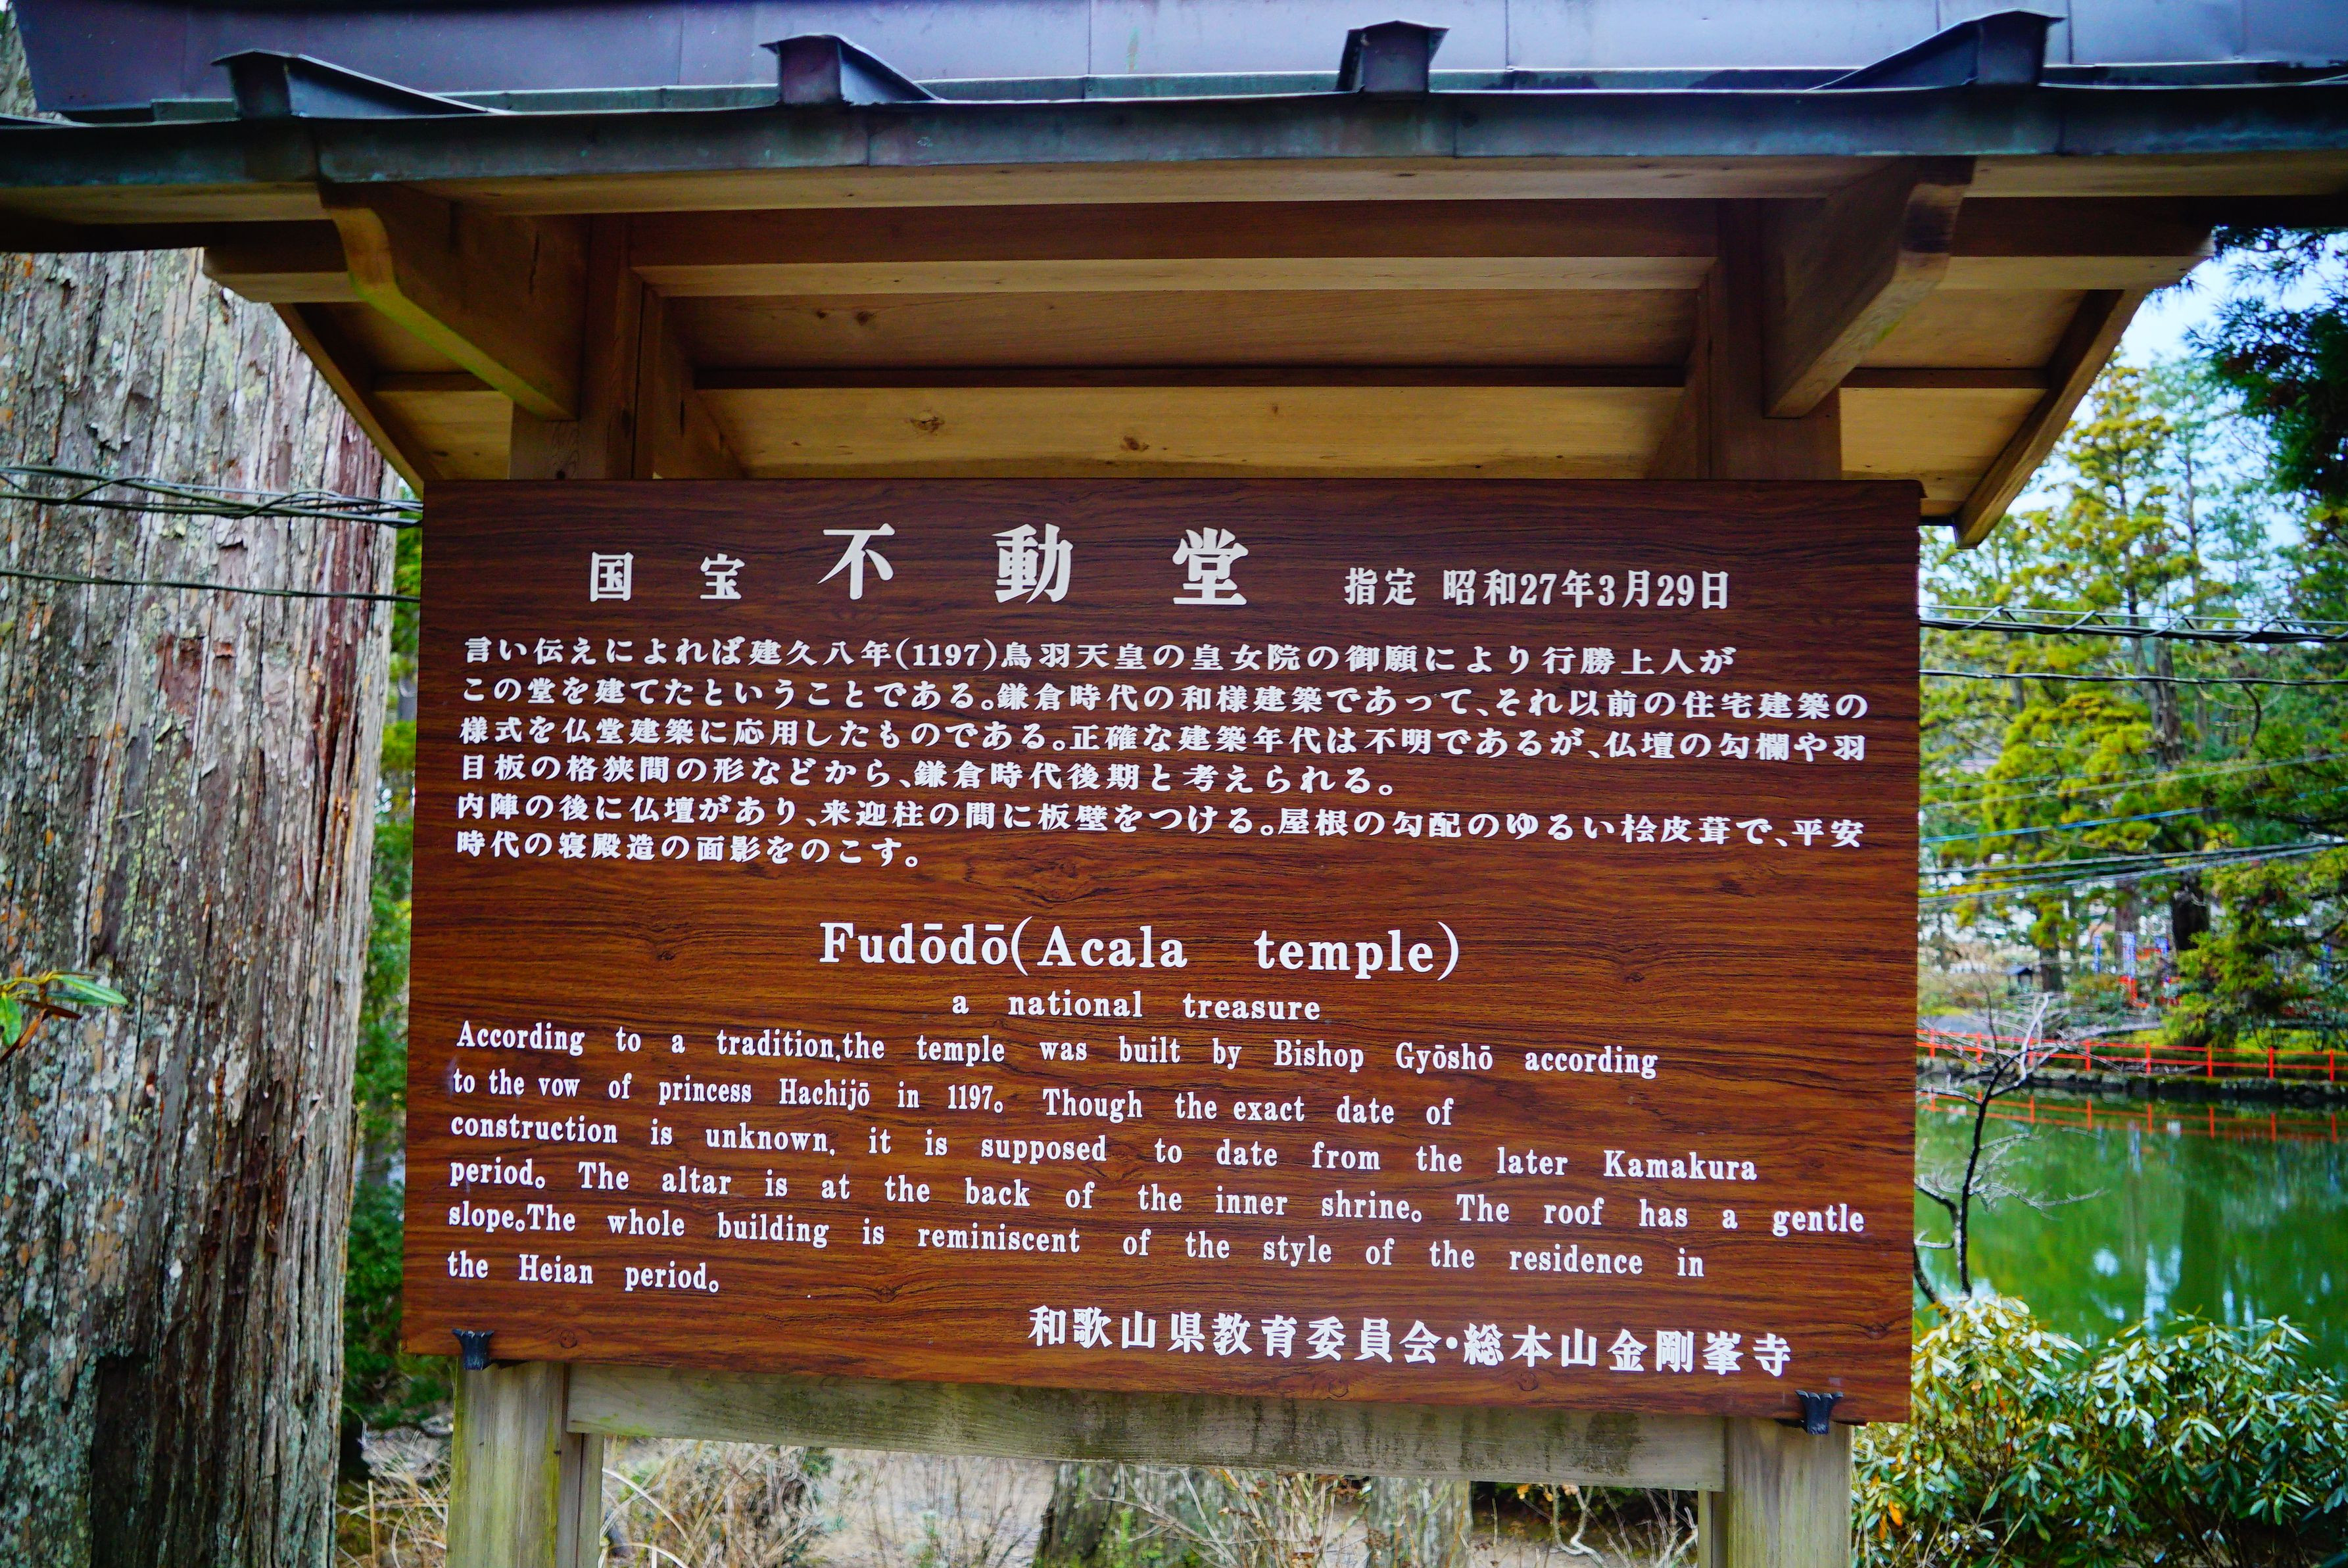 国宝 不動堂 指定 昭和27年3月29日
言い伝えによれば建久八年(1197)鳥羽天皇の皇女院の御願により行勝上人が
この堂を建てたということである。鎌倉時代の和様建築であって、それ以前の住宅建築の
様式を仏堂建築に応用したものである。正確な建築年代は不明であるが、仏壇の勾欄や羽
目板の格狭間の形などから、鎌倉時代後期と考えられる。
内陣の後に仏壇があり、来迎柱の間に板壁をつける。屋根の勾配のゆるい桧皮葺で、平安
時代の寝殿造の面影をのこす。
Fudōdō(Acala temple)
a national treasure
According to a tradition,the temple was built by Bishop Gyōshō according
to the vow of princess Hachijō in 1197。 Though the exact date of
construction is unknown, it is supposed to date from the later Kamakura
period。 The altar is at the back of the inner shrine。 The roof has a gentle
slope。The whole building is reminiscent of the style of the residence in
the Heian period。
和歌山県教育委員会・総本山金剛峯寺